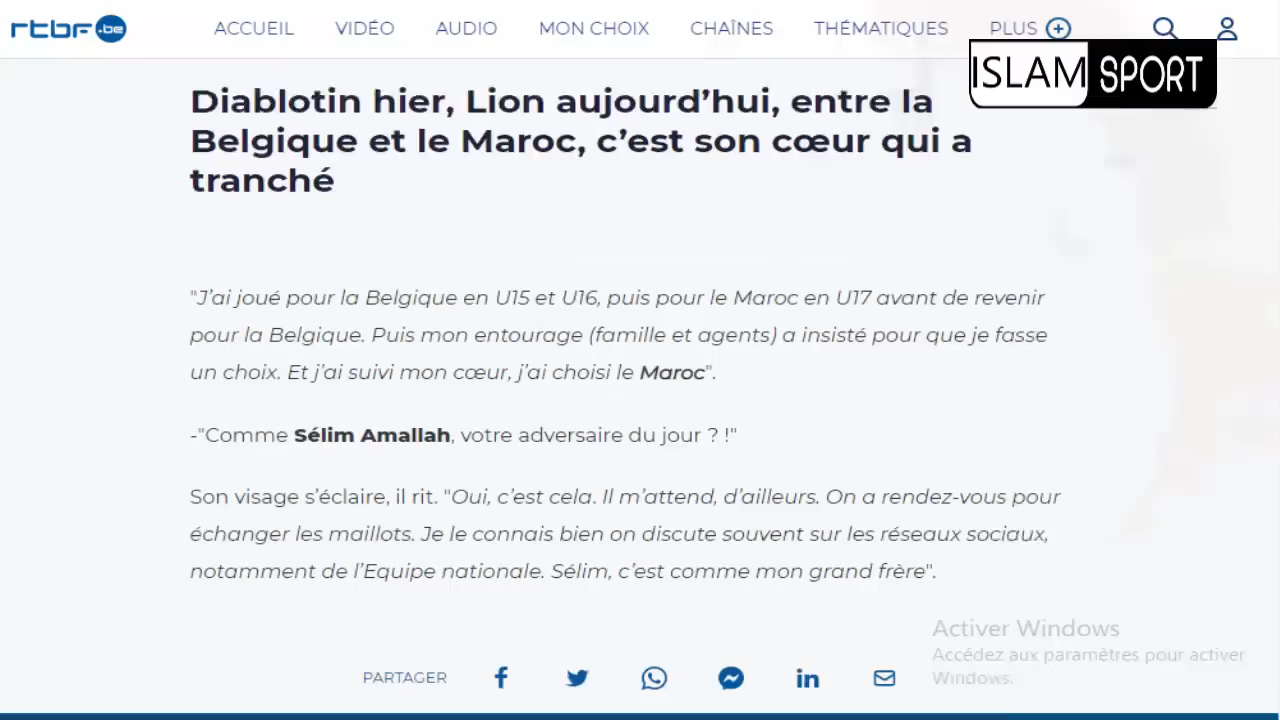 rtbf.be ACCUEIL VIDÉO AUDIO MON CHOIX CHAÎNES THÉMATIQUES PLUS
ISLAM SPORT
Diablotin hier, Lion aujourd’hui, entre la
Belgique et le Maroc, c’est son cœur qui a
tranché
"J’ai joué pour la Belgique en U15 et U16, puis pour le Maroc en U17 avant de revenir
pour la Belgique. Puis mon entourage (famille et agents) a insisté pour que je fasse
un choix. Et j’ai suivi mon cœur, j’ai choisi le Maroc".
-"Comme Sélim Amallah, votre adversaire du jour ? !"
Son visage s’éclaire, il rit. "Oui, c’est cela. Il m’attend, d’ailleurs. On a rendez-vous pour
échanger les maillots. Je le connais bien on discute souvent sur les réseaux sociaux,
notamment de l’Equipe nationale. Sélim, c’est comme mon grand frère".
Activer Windows
Accédez aux paramètres pour activer
Windows.
PARTAGER